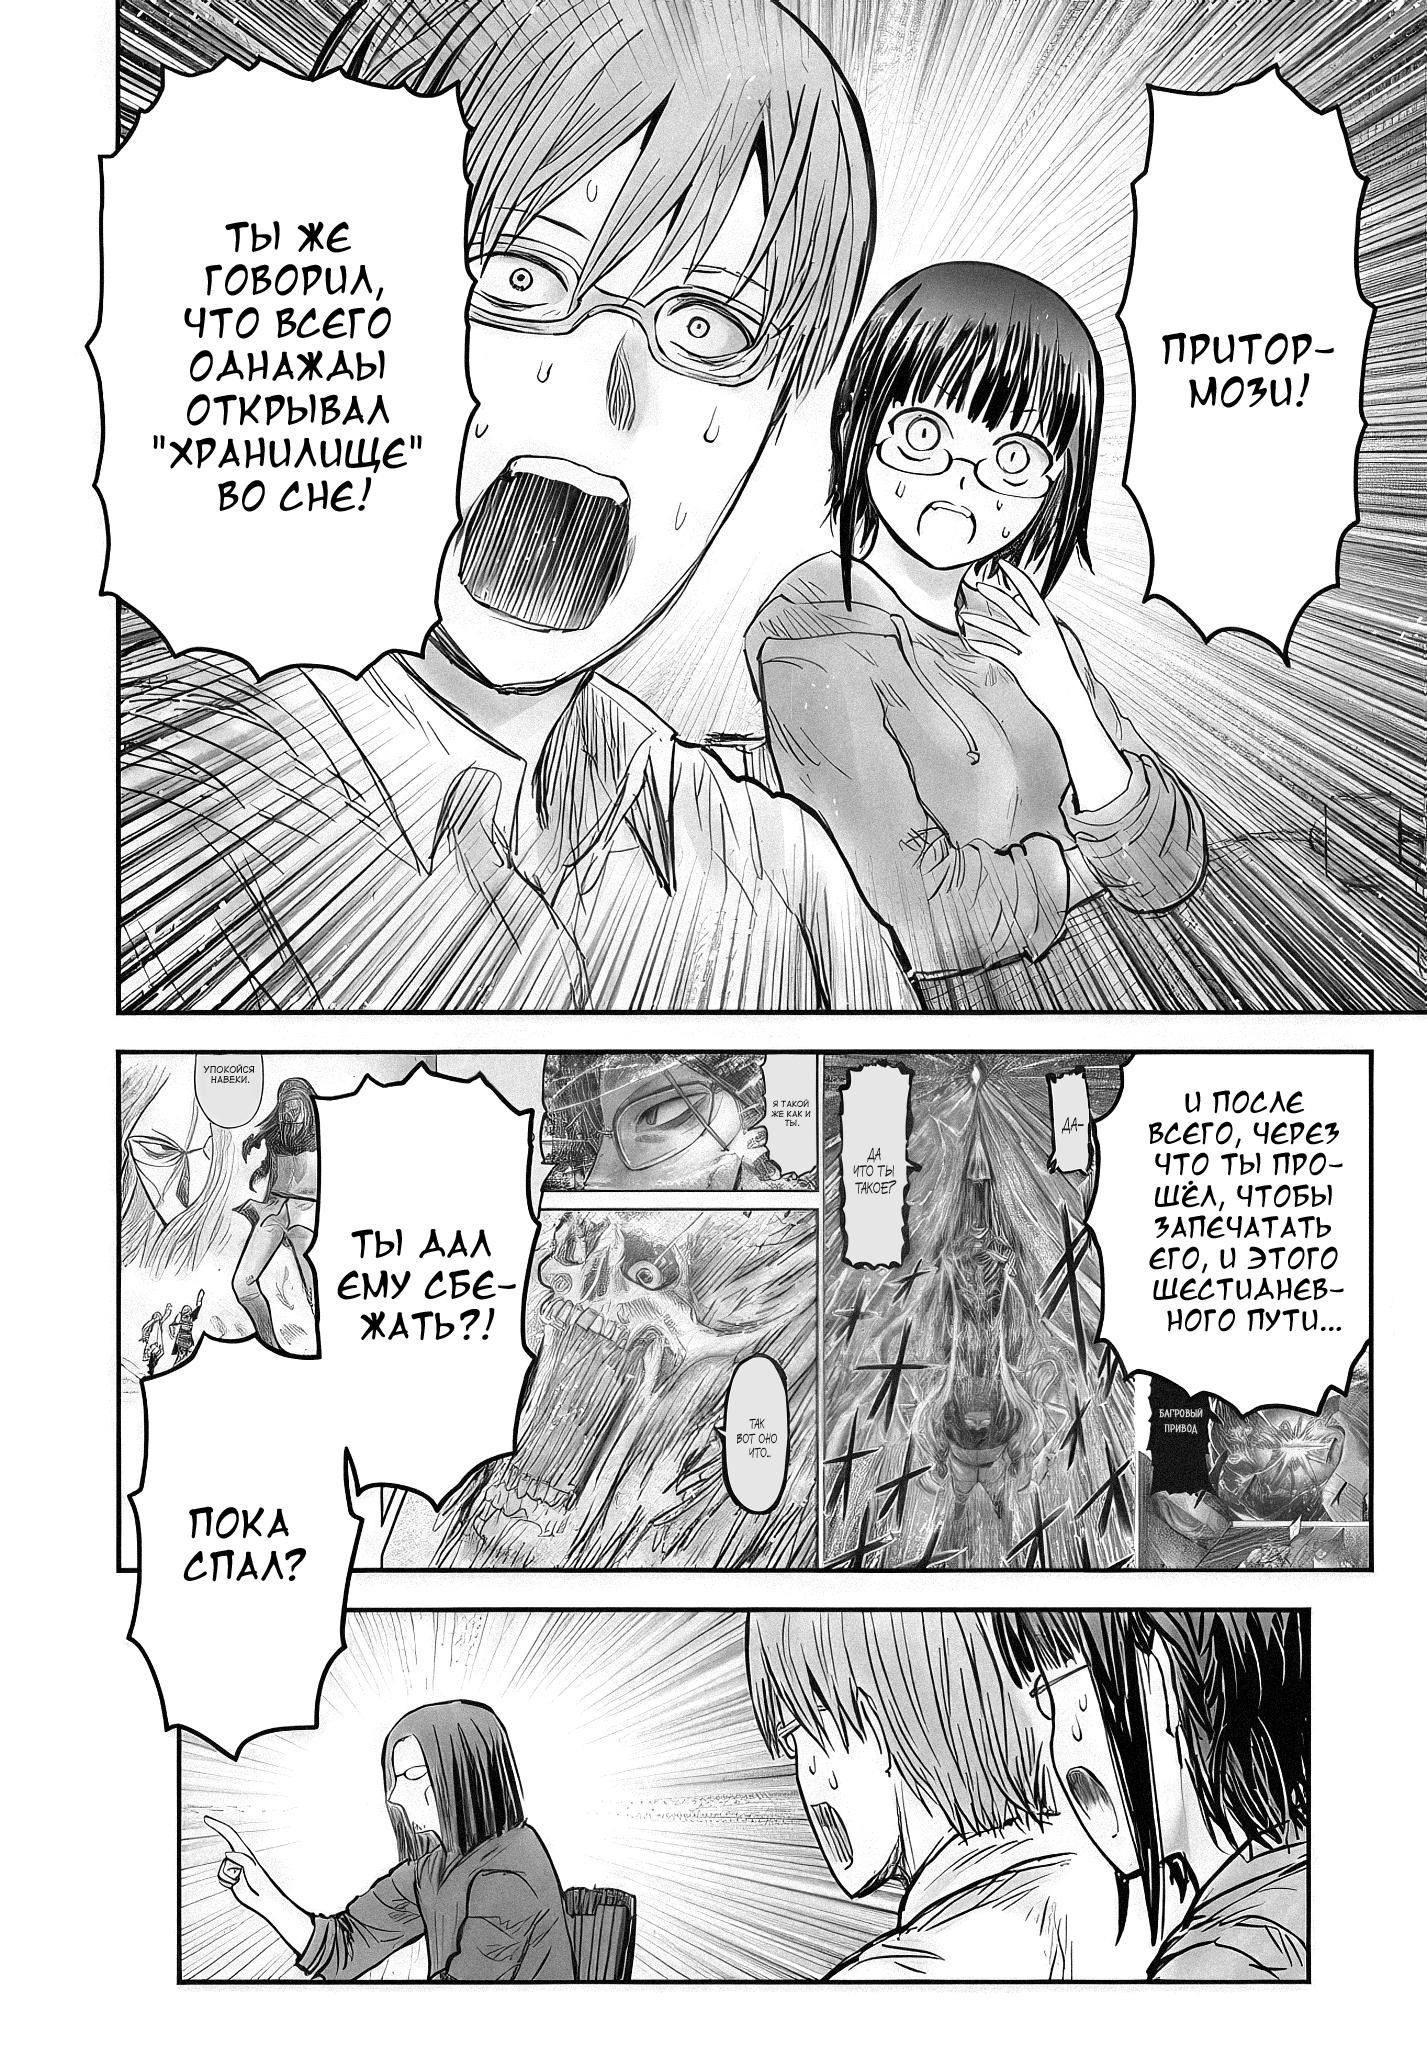 ПРИТОР-
МОЗИ!
ТЫ ЖЕ
ГОВОРИЛ,
ЧТО ВСЕГО
ОДНАЖДЫ
ОТКРЫВАЛ
"ХРАНИЛИЩЕ"
ВО СНЕ!
И ПОСЛЕ
ВСЕГО, ЧЕРЕЗ
ЧТО ТЫ ПРО-
ШЁЛ, ЧТОБЫ
ЗАПЕЧАТАТЬ
ЕГО, И ЭТОГО
ШЕСТИДНЕВ-
НОГО ПУТИ...
БАГРОВЫЙ
ПРИВОД
ДА-
ДА
ЧТО ТЫ
ТАКОЕ?
Я ТАКОЙ
ЖЕ КАК И
ТЫ.
ТАК
ВОТ ОНО
ЧТО...
УПОКОЙСЯ
НАВЕКИ.
ТЫ ДАЛ
ЕМУ СБЕ-
ЖАТЬ?!
ПОКА
СПАЛ?